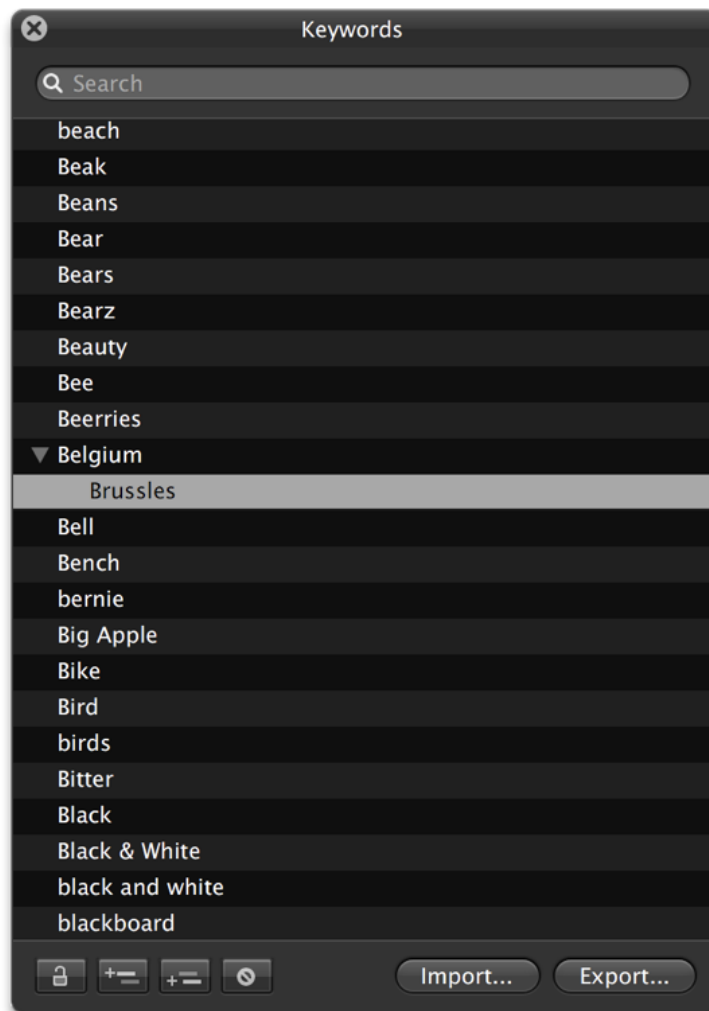 Keywords
Search
beach
Beak
Beans
Bear
Bears
Bearz
Beauty
Bee
Beerries
Belgium
Brussles
Bell
Bench
bernie
Big Apple
Bike
Bird
birds
Bitter
Black
Black & White
black and white
blackboard
Import... Export...